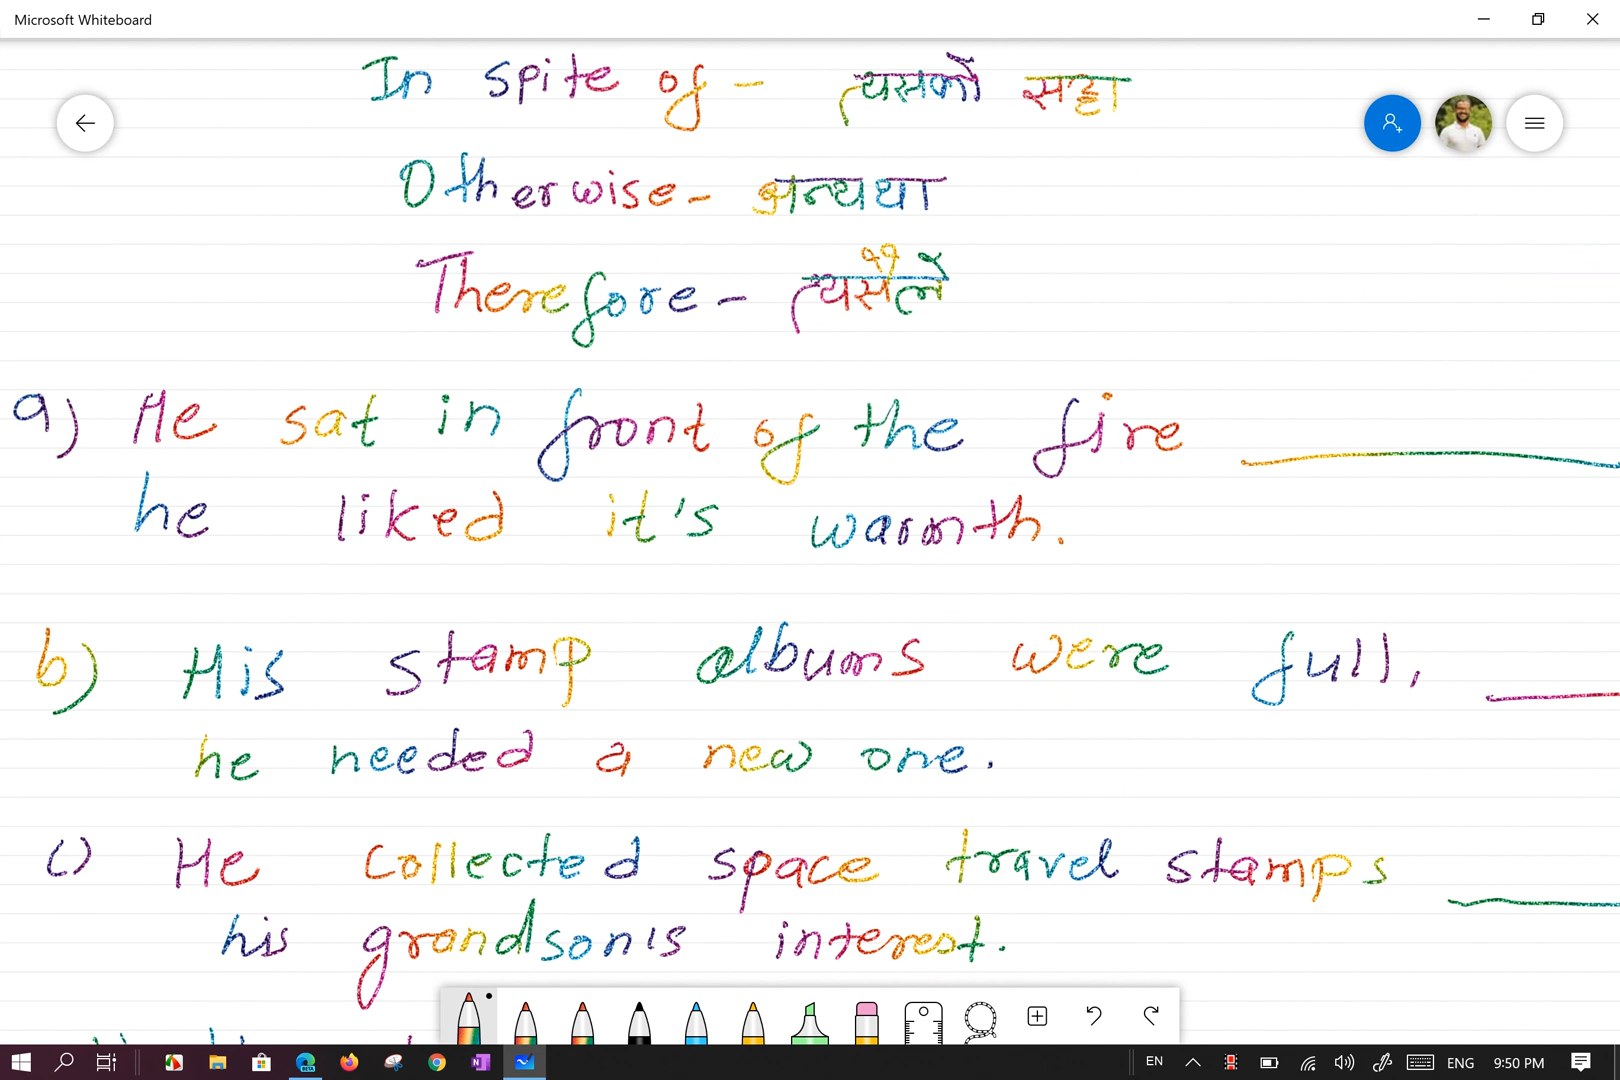 Microsoft Whiteboard
In spite of - त्यसको सट्टा
Otherwise - अन्यथा
Therefore - त्यसैले
a) He sat in front of the fire
he liked it's warmth.
b) His stamp albums were full,
he needed a new one.
c) He collected space travel stamps
his grandson's interest.
EN
ENG
9:50 PM